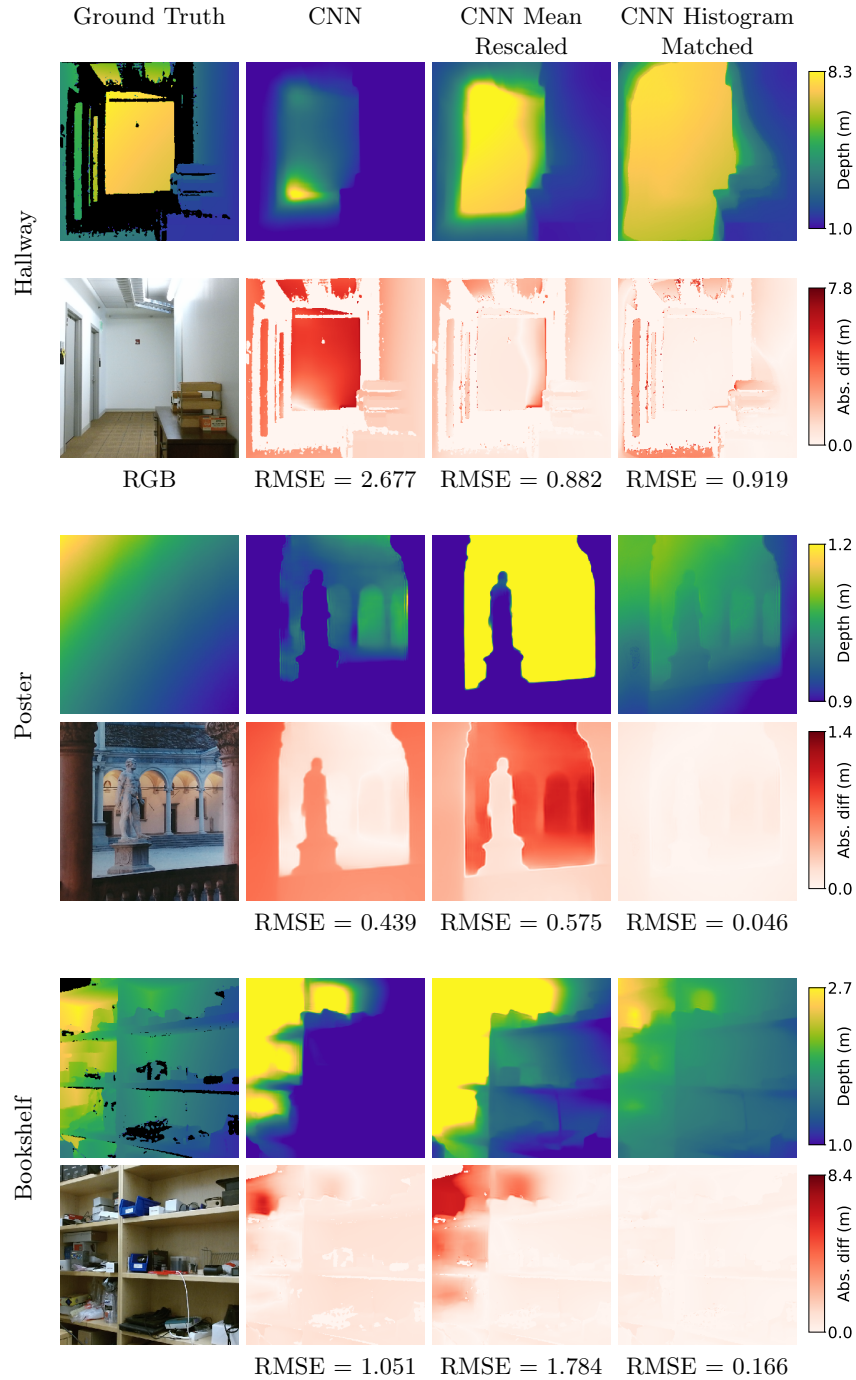 Ground Truth
CNN
CNN Mean
Rescaled
CNN Histogram
Matched
Hallway
8.3
Depth (m)
1.0
7.8
Abs. diff (m)
0.0
RGB
RMSE = 2.677
RMSE = 0.882
RMSE = 0.919
Poster
1.2
Depth (m)
0.9
1.4
Abs. diff (m)
0.0
RMSE = 0.439
RMSE = 0.575
RMSE = 0.046
Bookshelf
2.7
Depth (m)
1.0
8.4
Abs. diff (m)
0.0
RMSE = 1.051
RMSE = 1.784
RMSE = 0.166